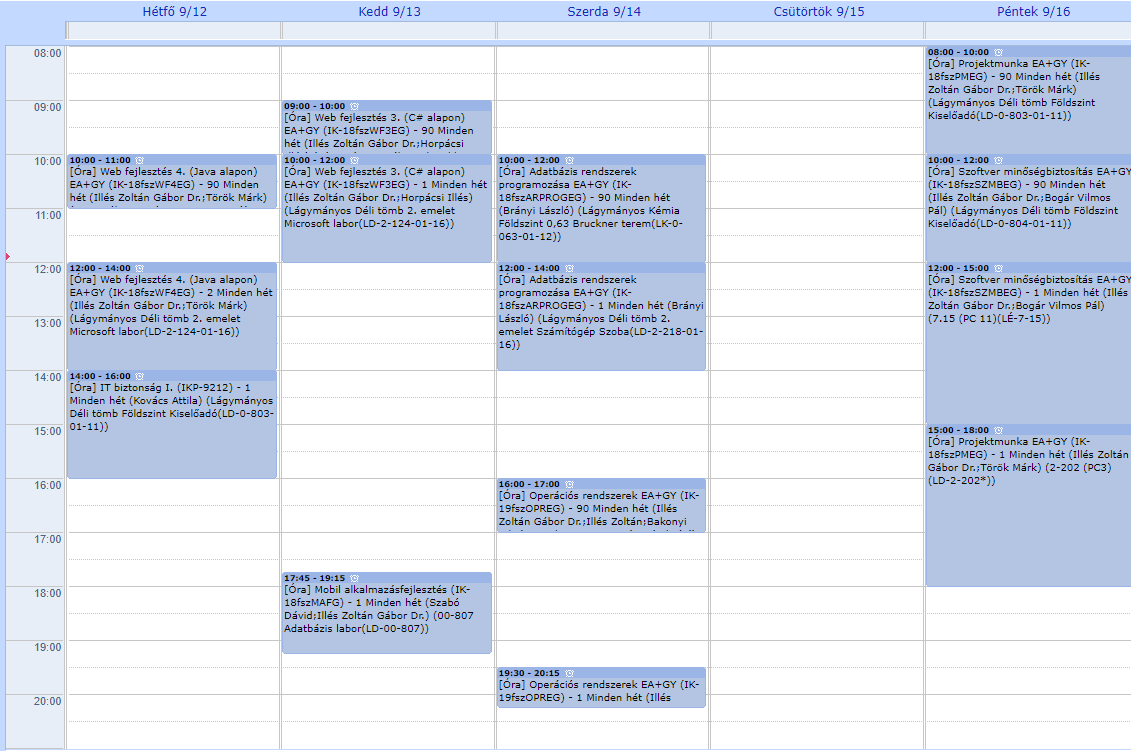 Hétfő 9/12
Kedd 9/13
Szerda 9/14
Csütörtök 9/15
Péntek 9/16
08:00
09:00
10:00
11:00
12:00
13:00
14:00
15:00
16:00
17:00
18:00
19:00
20:00
10:00 - 11:00
[Óra] Web fejlesztés 4. (Java alapon)
EA+GY (IK-18fszWF4EG) - 90 Minden
hét (Illés Zoltán Gábor Dr.;Török Márk)
12:00 - 14:00
[Óra] Web fejlesztés 4. (Java alapon)
EA+GY (IK-18fszWF4EG) - 2 Minden hét
(Illés Zoltán Gábor Dr.;Török Márk)
(Lágymányos Déli tömb 2. emelet
Microsoft labor(LD-2-124-01-16))
14:00 - 16:00
[Óra] IT biztonság I. (IKP-9212) - 1
Minden hét (Kovács Attila) (Lágymányos
Déli tömb Földszint Kiselőadó(LD-0-803-
01-11))
09:00 - 10:00
[Óra] Web fejlesztés 3. (C# alapon)
EA+GY (IK-18fszWF3EG) - 90 Minden
hét (Illés Zoltán Gábor Dr.;Horpácsi
10:00 - 12:00
[Óra] Web fejlesztés 3. (C# alapon)
EA+GY (IK-18fszWF3EG) - 1 Minden hét
(Illés Zoltán Gábor Dr.;Horpácsi Illés)
(Lágymányos Déli tömb 2. emelet
Microsoft labor(LD-2-124-01-16))
17:45 - 19:15
[Óra] Mobil alkalmazásfejlesztés (IK-
18fszMAFG) - 1 Minden hét (Szabó
Dávid;Illés Zoltán Gábor Dr.) (00-807
Adatbázis labor(LD-00-807))
10:00 - 12:00
[Óra] Adatbázis rendszerek
programozása EA+GY (IK-
18fszARPROGEG) - 90 Minden hét
(Brányi László) (Lágymányos Kémia
Földszint 0,63 Bruckner terem(LK-0-
063-01-12))
12:00 - 14:00
[Óra] Adatbázis rendszerek
programozása EA+GY (IK-
18fszARPROGEG) - 1 Minden hét (Brányi
László) (Lágymányos Déli tömb 2.
emelet Számítógép Szoba(LD-2-218-01-
16))
16:00 - 17:00
[Óra] Operációs rendszerek EA+GY (IK-
19fszOPREG) - 90 Minden hét (Illés
Zoltán Gábor Dr.;Illés Zoltán;Bakonyi
19:30 - 20:15
[Óra] Operációs rendszerek EA+GY (IK-
19fszOPREG) - 1 Minden hét (Illés
08:00 - 10:00
[Óra] Projektmunka EA+GY (IK-
18fszPMEG) - 90 Minden hét (Illés
Zoltán Gábor Dr.;Török Márk)
(Lágymányos Déli tömb Földszint
Kiselőadó(LD-0-803-01-11))
10:00 - 12:00
[Óra] Szoftver minőségbiztosítás EA+GY
(IK-18fszSZMBEG) - 90 Minden hét
(Illés Zoltán Gábor Dr.;Bogár Vilmos
Pál) (Lágymányos Déli tömb Földszint
Kiselőadó(LD-0-804-01-11))
12:00 - 15:00
[Óra] Szoftver minőségbiztosítás EA+GY
(IK-18fszSZMBEG) - 1 Minden hét (Illés
Zoltán Gábor Dr.;Bogár Vilmos Pál)
(7.15 (PC 11)(LÉ-7-15))
15:00 - 18:00
[Óra] Projektmunka EA+GY (IK-
18fszPMEG) - 1 Minden hét (Illés Zoltán
Gábor Dr.;Török Márk) (2-202 (PC3)
(LD-2-202*))